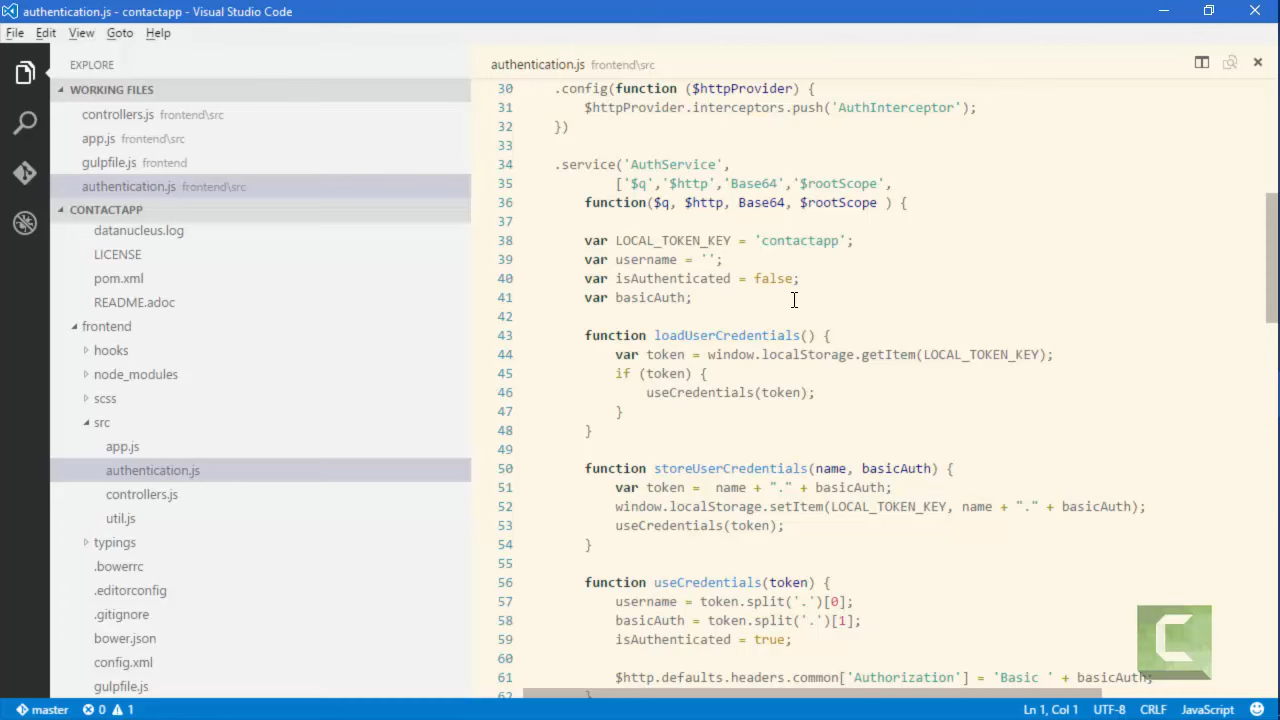 authentication.js - contactapp - Visual Studio Code
File Edit View Goto Help
EXPLORE
WORKING FILES
controllers.js frontend\src
app.js frontend\src
gulpfile.js frontend
authentication.js frontend\src
CONTACTAPP
datanucleus.log
LICENSE
pom.xml
README.adoc
frontend
hooks
node_modules
scss
src
app.js
authentication.js
controllers.js
util.js
typings
.bowerrc
.editorconfig
.gitignore
bower.json
config.xml
gulpfile.js
authentication.js frontend\src
30 .config(function ($httpProvider) {
31 $httpProvider.interceptors.push('AuthInterceptor');
32 })
33
34 .service('AuthService',
35 ['$q','$http','Base64','$rootScope',
36 function($q, $http, Base64, $rootScope ) {
37
38 var LOCAL_TOKEN_KEY = 'contactapp';
39 var username = '';
40 var isAuthenticated = false;
41 var basicAuth;
42
43 function loadUserCredentials() {
44 var token = window.localStorage.getItem(LOCAL_TOKEN_KEY);
45 if (token) {
46 useCredentials(token);
47 }
48 }
49
50 function storeUserCredentials(name, basicAuth) {
51 var token =  name + "." + basicAuth;
52 window.localStorage.setItem(LOCAL_TOKEN_KEY, name + "." + basicAuth);
53 useCredentials(token);
54 }
55
56 function useCredentials(token) {
57 username = token.split('.')[0];
58 basicAuth = token.split('.')[1];
59 isAuthenticated = true;
60
61 $http.defaults.headers.common['Authorization'] = 'Basic ' + basicAuth;
62 }
C
master 0 1 Ln 1, Col 1 UTF-8 CRLF JavaScript